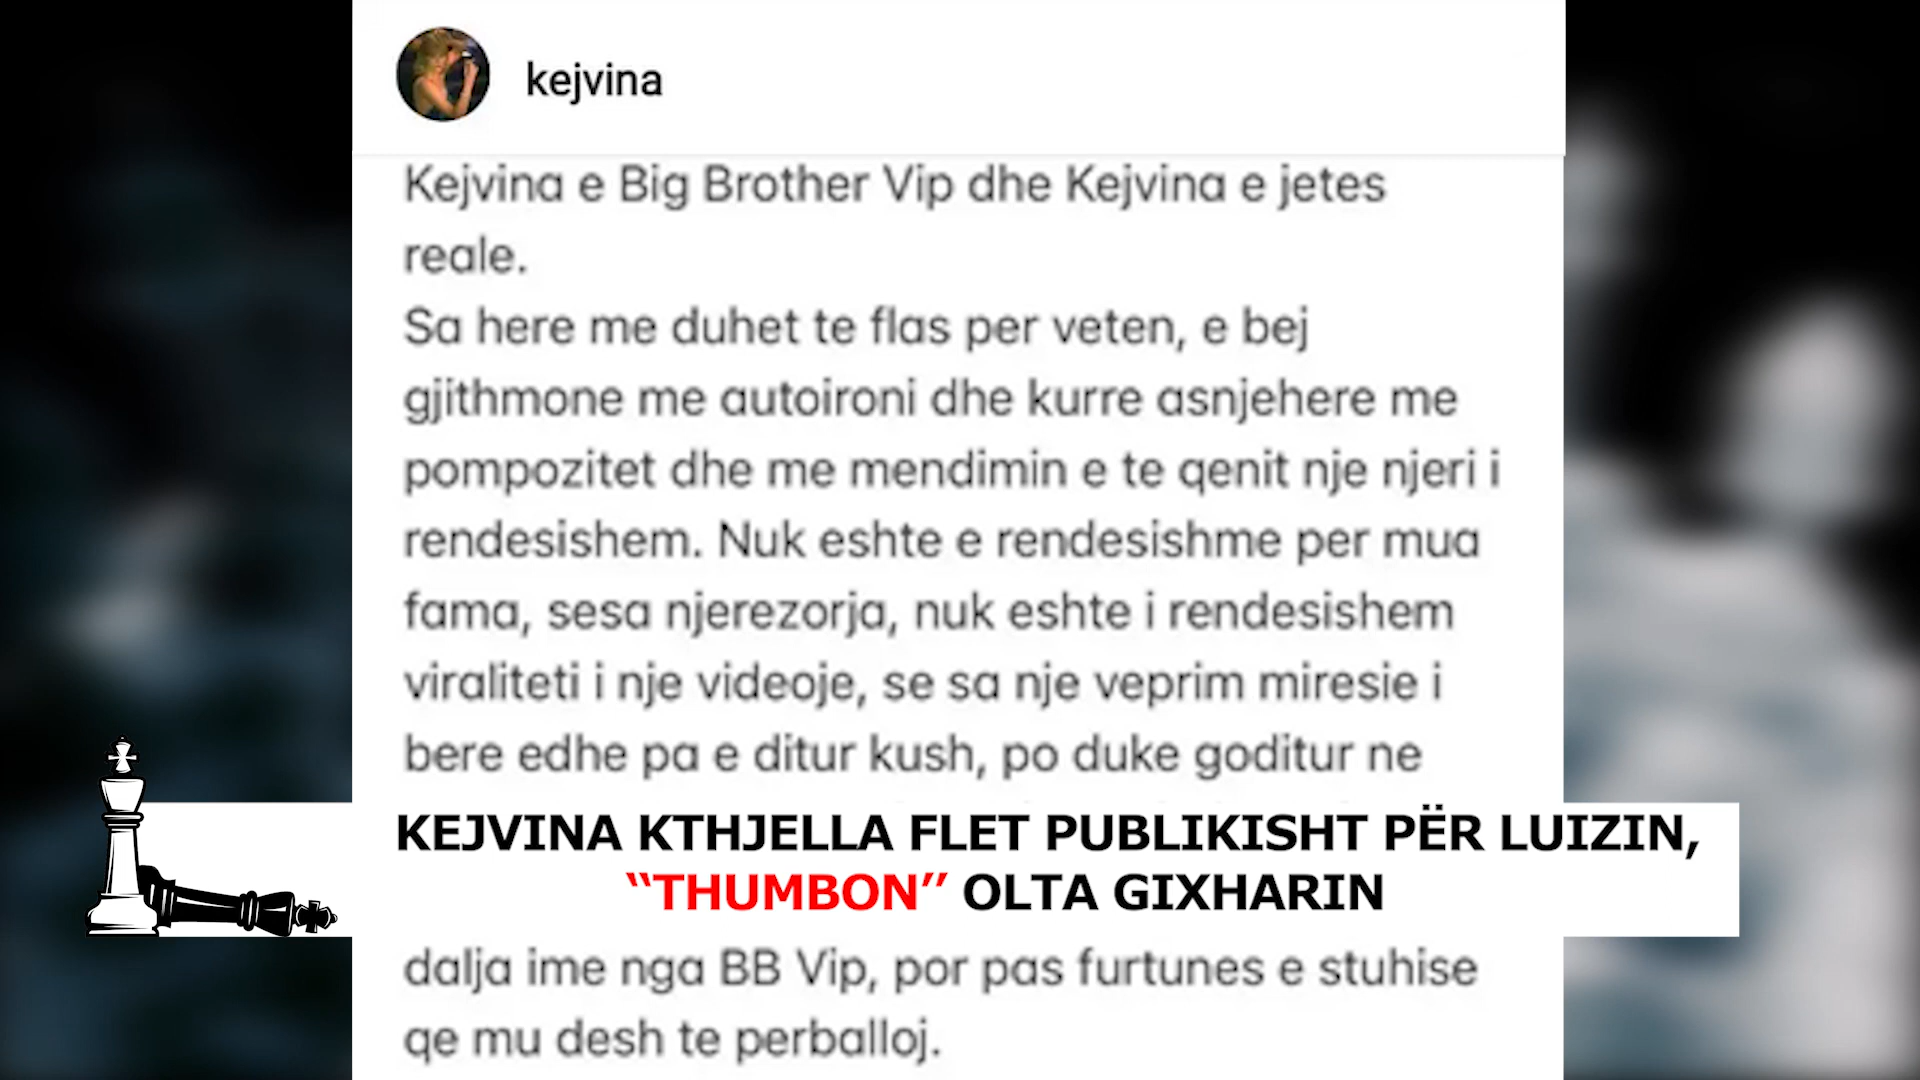 kejvina
Kejvina e Big Brother Vip dhe Kejvina e jetes
reale.
Sa here me duhet te flas per veten, e bej
gjithmone me autoironi dhe kurre asnjehere me
pompozitet dhe me mendimin e te qenit nje njeri i
rendesishem. Nuk eshte e rendesishme per mua
fama, sesa njerezorja, nuk eshte i rendesishem
viraliteti i nje videoje, se sa nje veprim miresie i
bere edhe pa e ditur kush, po duke goditur ne
KEJVINA KTHJELLA FLET PUBLIKISHT PËR LUIZIN,
“THUMBON” OLTA GIXHARIN
dalja ime nga BB Vip, por pas furtunes e stuhise
qe mu desh te perballoj.